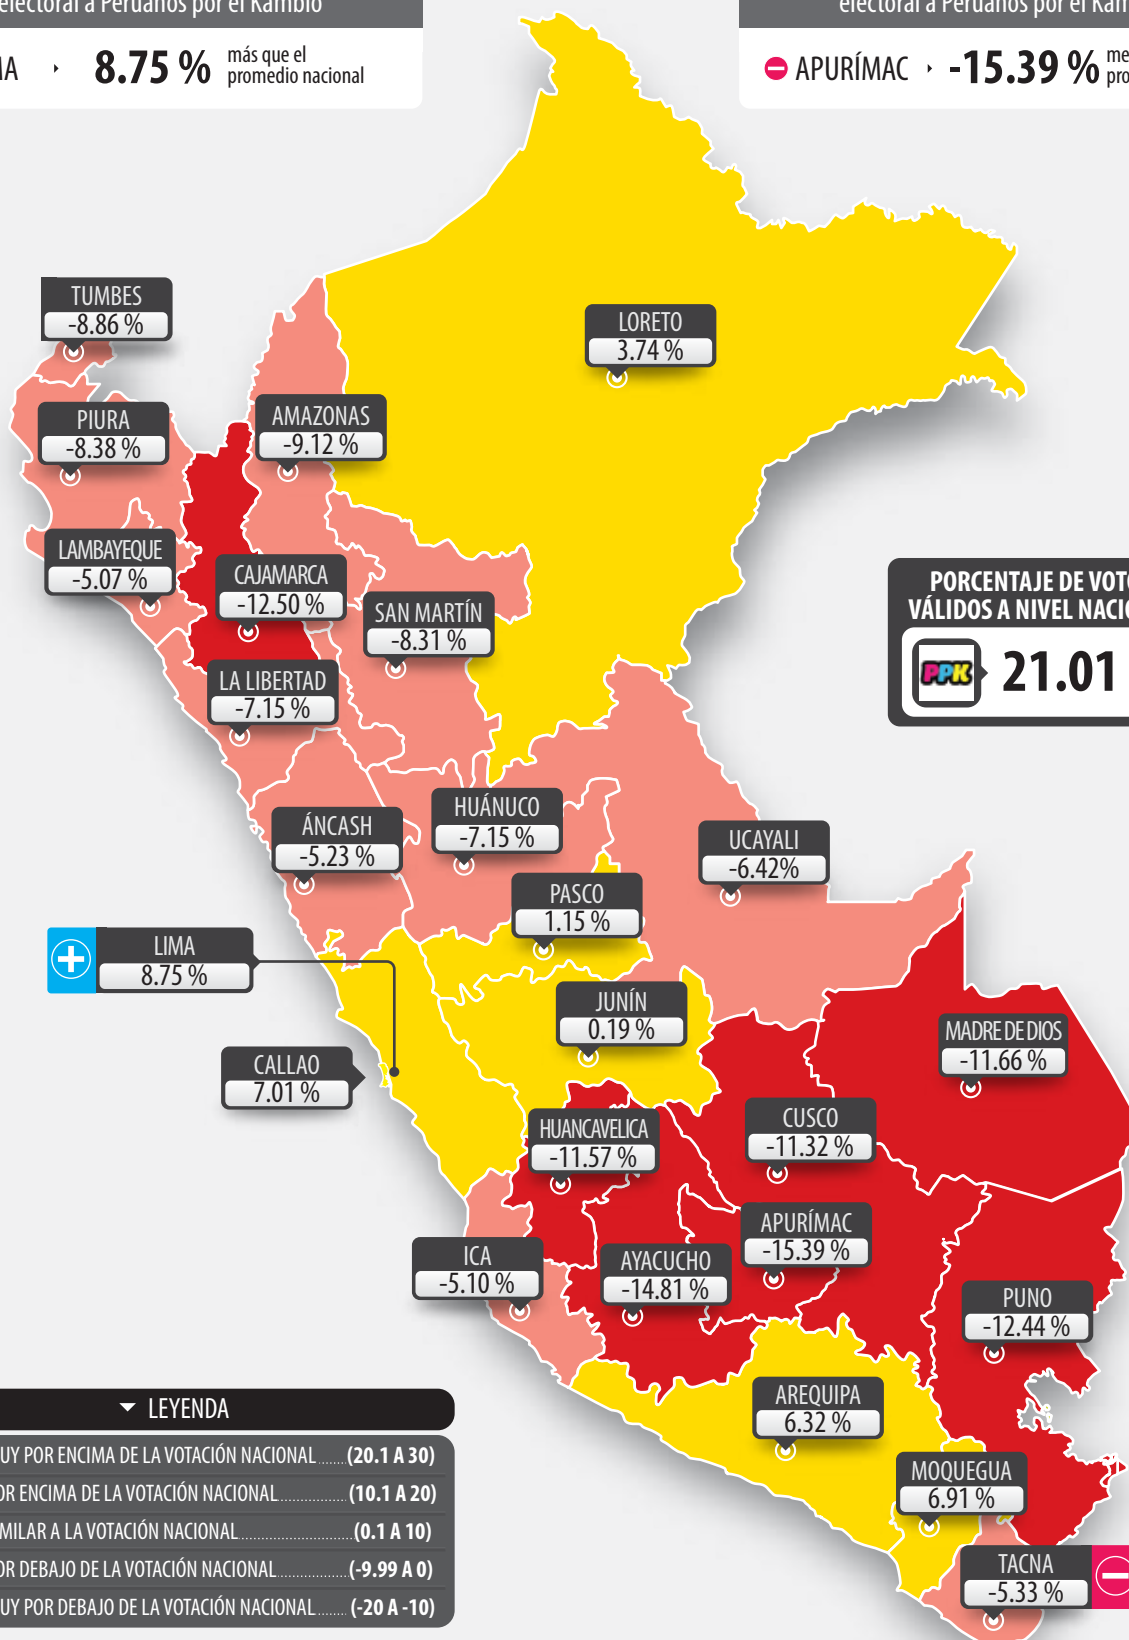 electoral a Peruanos por el Kambio
8.75 % más que el
promedio nacional
electoral a Peruanos por el
APURÍMAC -15.39 %
TUMBES
-8.86 %
LORETO
3.74 %
PIURA
-8.38 %
AMAZONAS
-9.12 %
LAMBAYEQUE
-5.07 %
CAJAMARCA
-12.50 %
SAN MARTÍN
-8.31 %
LA LIBERTAD
-7.15 %
PORCENTAJE DE
VÁLIDOS A NIVEL
PPK 21.01
ÁNCASH
-5.23 %
HUÁNUCO
-7.15 %
UCAYALI
-6.42%
PASCO
1.15 %
LIMA
8.75 %
JUNÍN
0.19 %
MADRE DE DIOS
-11.66 %
CALLAO
7.01 %
HUANCAVELICA
-11.57 %
CUSCO
-11.32 %
APURÍMAC
-15.39 %
ICA
-5.10 %
AYACUCHO
-14.81 %
PUNO
-12.44 %
AREQUIPA
6.32 %
MOQUEGUA
6.91 %
TACNA
-5.33 %
LEYENDA
UY POR ENCIMA DE LA VOTACIÓN NACIONAL.......(20.1 A 30)
OR ENCIMA DE LA VOTACIÓN NACIONAL.................(10.1 A 20)
MILAR A LA VOTACIÓN NACIONAL............................(0.1 A 10)
OR DEBAJO DE LA VOTACIÓN NACIONAL..................(-9.99 A 0)
UY POR DEBAJO DE LA VOTACIÓN NACIONAL........(-20 A -10)